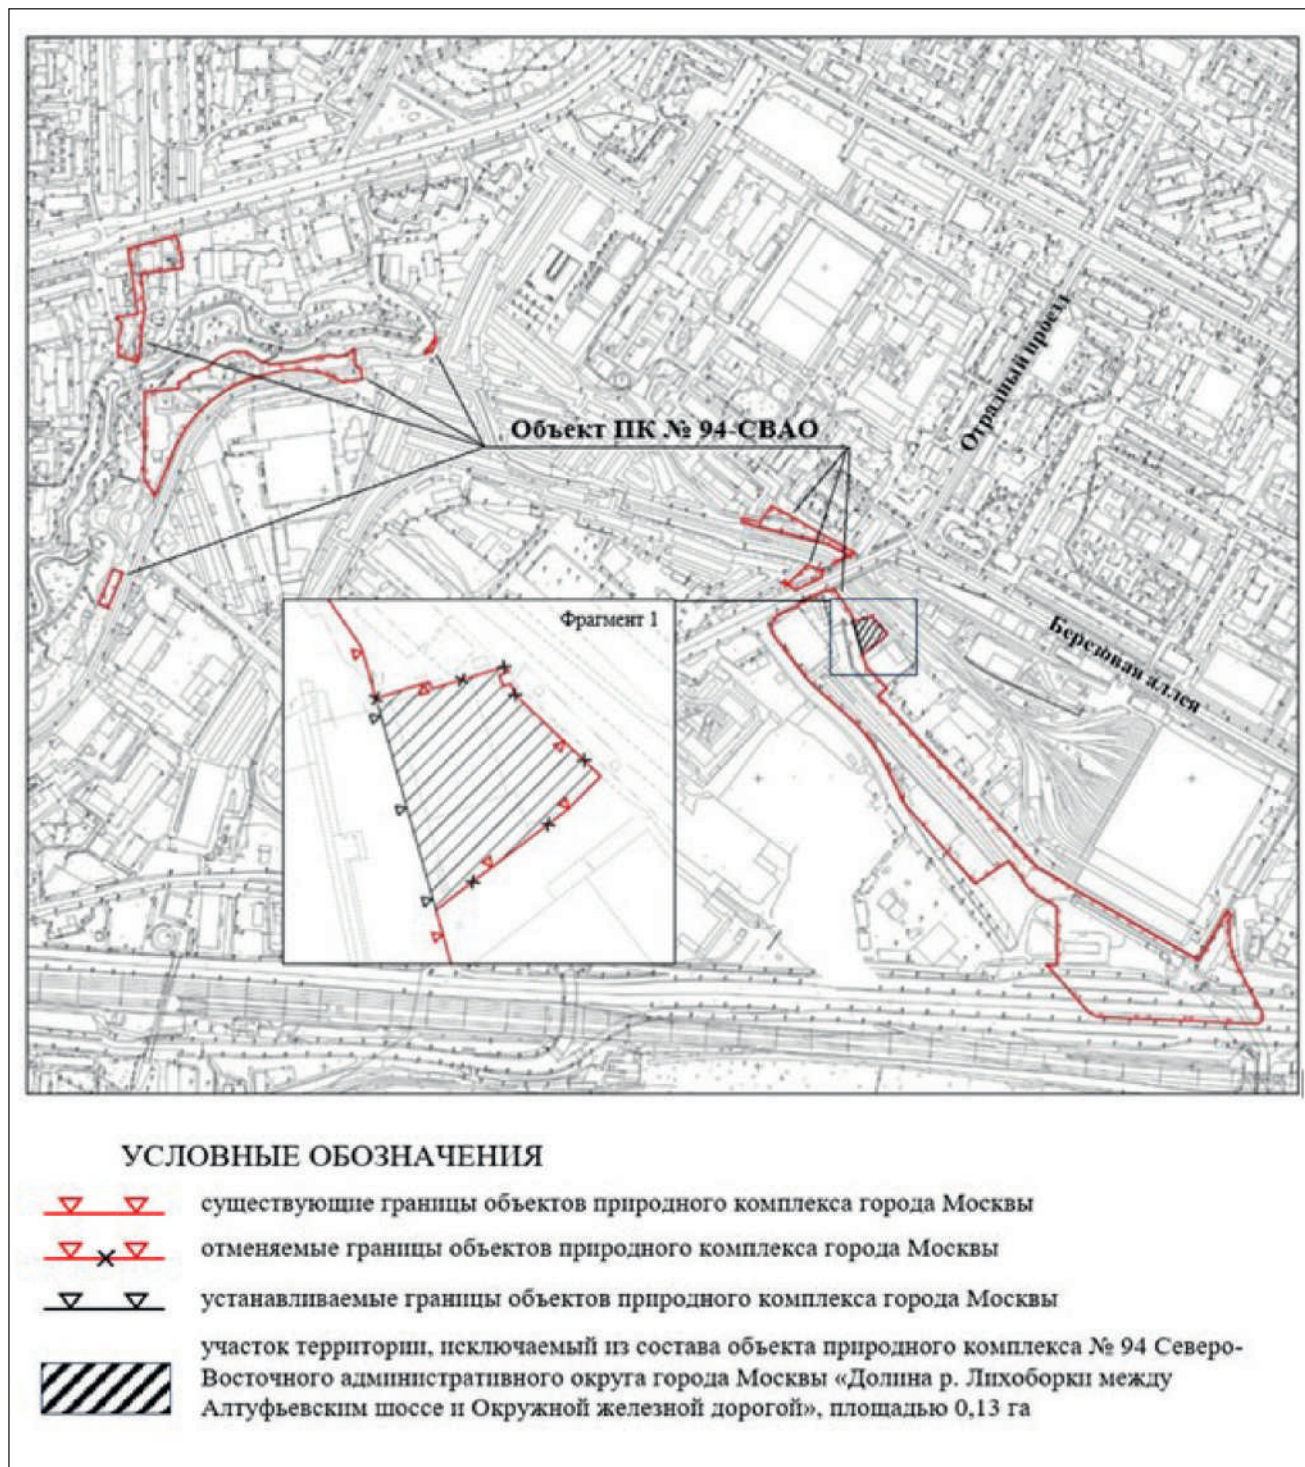 Отрадный проезд
Объект ПК № 94-СВАО
Фрагмент 1
Березовая аллея
УСЛОВНЫЕ ОБОЗНАЧЕНИЯ
существующие границы объектов природного комплекса города Москвы
отменяемые границы объектов природного комплекса города Москвы
устанавливаемые границы объектов природного комплекса города Москвы
участок территории, исключаемый из состава объекта природного комплекса № 94 Северо-
Восточного административного округа города Москвы «Долина р. Лихоборки между
Алтуфьевским шоссе и Окружной железной дорогой», площадью 0,13 га